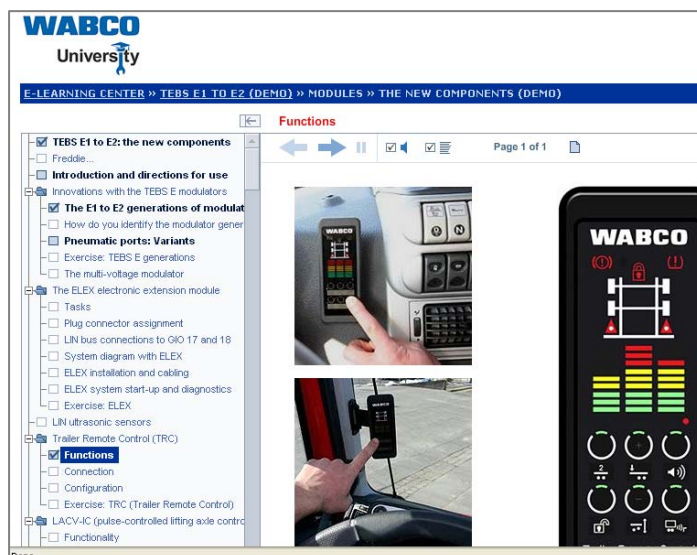 WABCO
University
E-LEARNING CENTER » TEBS E1 TO E2 (DEMO) » MODULES » THE NEW COMPONENTS (DEMO)
Functions
Page 1 of 1
TEBS E1 to E2: the new components
Freddie...
Introduction and directions for use
Innovations with the TEBS E modulators
The E1 to E2 generations of modulat
How do you identify the modulator gener
Pneumatic ports: Variants
Exercise: TEBS E generations
The multi-voltage modulator
The ELEX electronic extension module
Tasks
Plug connector assignment
LIN bus connections to GIO 17 and 18
System diagram with ELEX
ELEX installation and cabling
ELEX system start-up and diagnostics
Exercise: ELEX
LIN ultrasonic sensors
Trailer Remote Control (TRC)
Functions
Connection
Configuration
Exercise: TRC (Trailer Remote Control)
LACV-IC (pulse-controlled lifting axle contro
Functionality
WABCO
N
WABCO
2